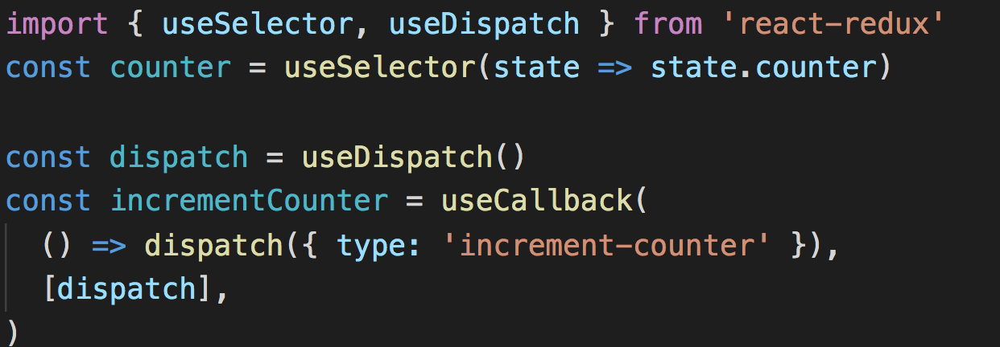 import { useSelector, useDispatch } from 'react-redux'
const counter = useSelector(state => state.counter)
const dispatch = useDispatch()
const incrementCounter = useCallback(
() => dispatch({ type: 'increment-counter' }),
[dispatch],
)